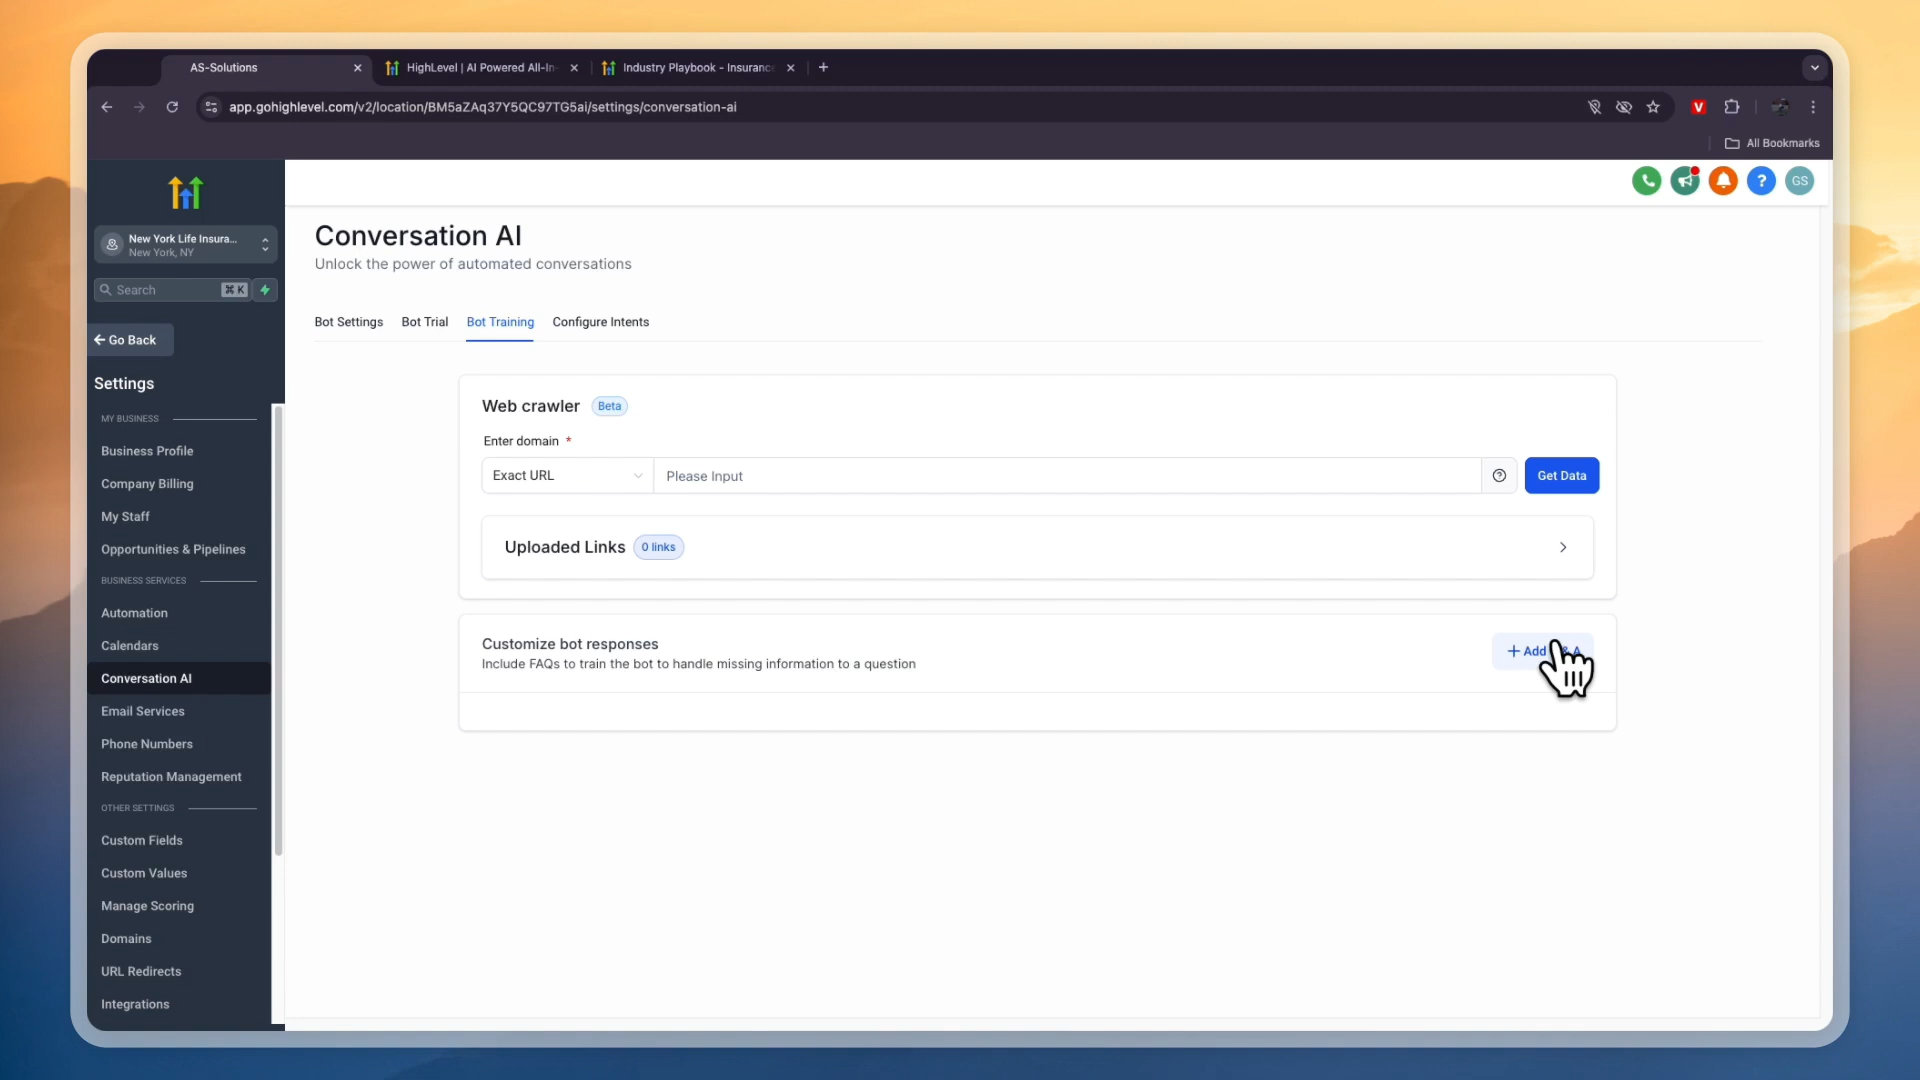 AS-Solutions
HighLevel | AI Powered All-In-
Industry Playbook - Insurance
app.gohighlevel.com/v2/location/BM5aZAq37Y5QC97TG5ai/settings/conversation-ai
V
All Bookmarks
New York Life Insura...
New York, NY
Search
⌘ K
Go Back
Settings
MY BUSINESS
Business Profile
Company Billing
My Staff
Opportunities & Pipelines
BUSINESS SERVICES
Automation
Calendars
Conversation AI
Email Services
Phone Numbers
Reputation Management
OTHER SETTINGS
Custom Fields
Custom Values
Manage Scoring
Domains
URL Redirects
Integrations
?
GS
Conversation AI
Unlock the power of automated conversations
Bot Settings
Bot Trial
Bot Training
Configure Intents
Web crawler
Beta
Enter domain *
Exact URL
Please Input
Get Data
Uploaded Links
0 links
Customize bot responses
Include FAQs to train the bot to handle missing information to a question
+ Add